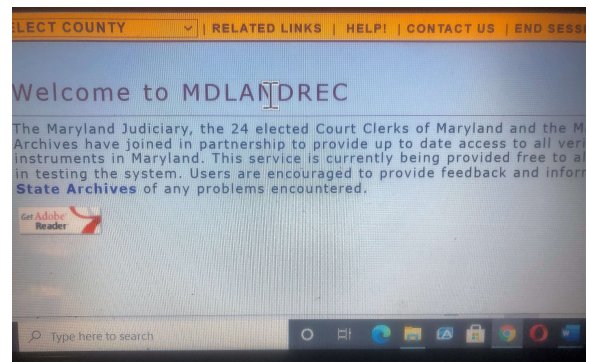 LECT COUNTY | RELATED LINKS | HELP! | CONTACT US | END SESS
Welcome to MDLANDREC
The Maryland Judiciary, the 24 elected Court Clerks of Maryland and the M
Archives have joined in partnership to provide up to date access to all veri
instruments in Maryland. This service is currently being provided free to al
in testing the system. Users are encouraged to provide feedback and infor
State Archives of any problems encountered.
Get Adobe
Reader
Type here to search